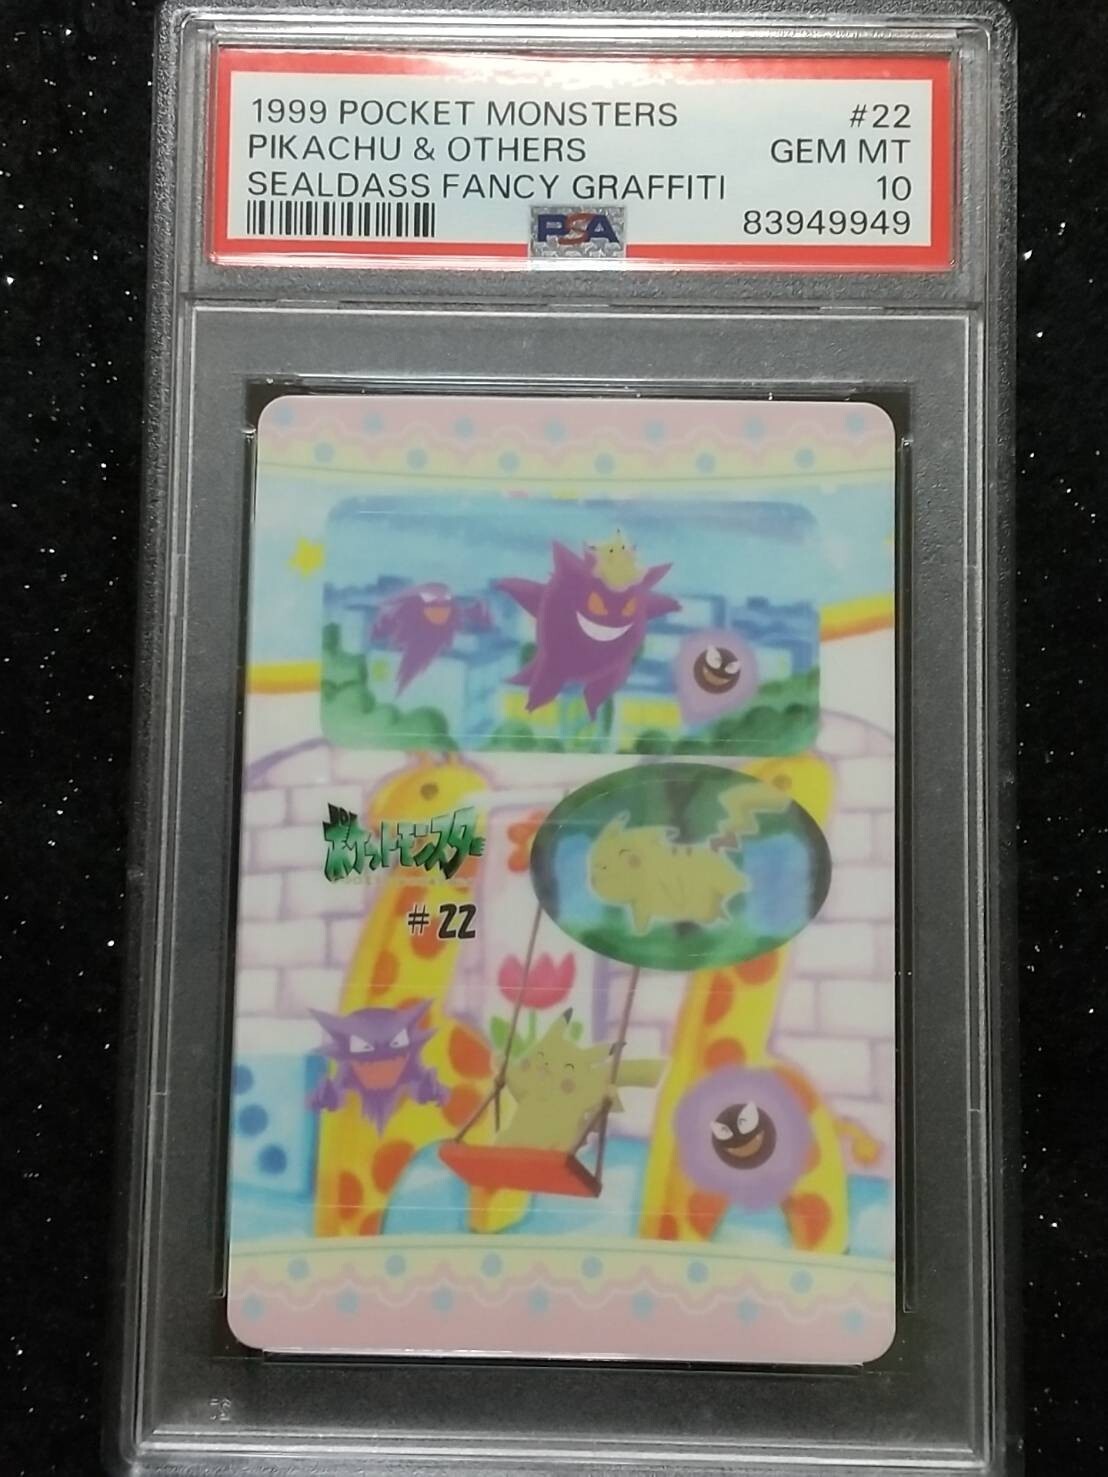 1999 POCKET MONSTERS #22
PIKACHU & OTHERS GEM MT
SEALDASS FANCY GRAFFITI 10
PSA 83949949
ポケットモンスター
#22